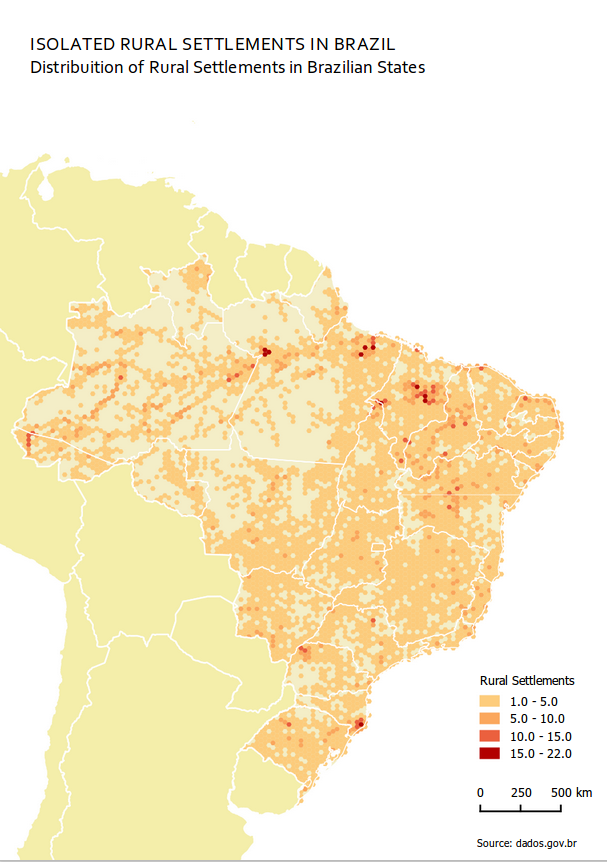 ISOLATED RURAL SETTLEMENTS IN BRAZIL
Distribuition of Rural Settlements in Brazilian States
Rural Settlements
1.0 - 5.0
5.0 - 10.0
10.0 - 15.0
15.0 - 22.0
0 250 500 km
Source: dados.gov.br